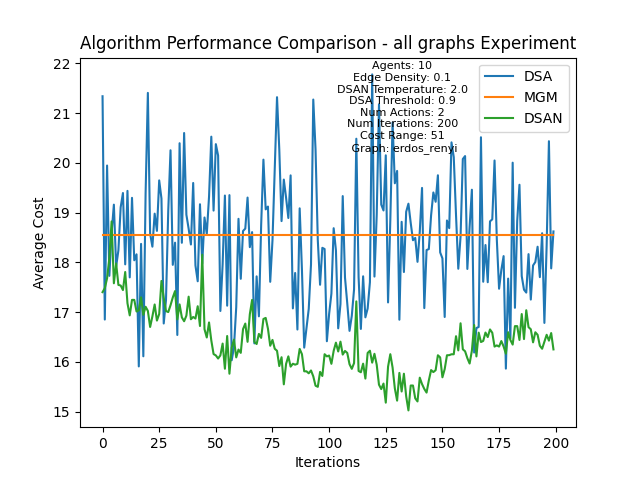 Algorithm Performance Comparison - all graphs Experiment
Agents: 10
Edge Density: 0.1
DSAN Temperature: 2.0
DSA Threshold: 0.9
Num Actions: 2
Num Iterations: 200
Cost Range: 51
Graph: erdos_renyi
DSA
MGM
DSAN
Average Cost
22
21
20
19
18
17
16
15
0
25
50
75
100
125
150
175
200
Iterations